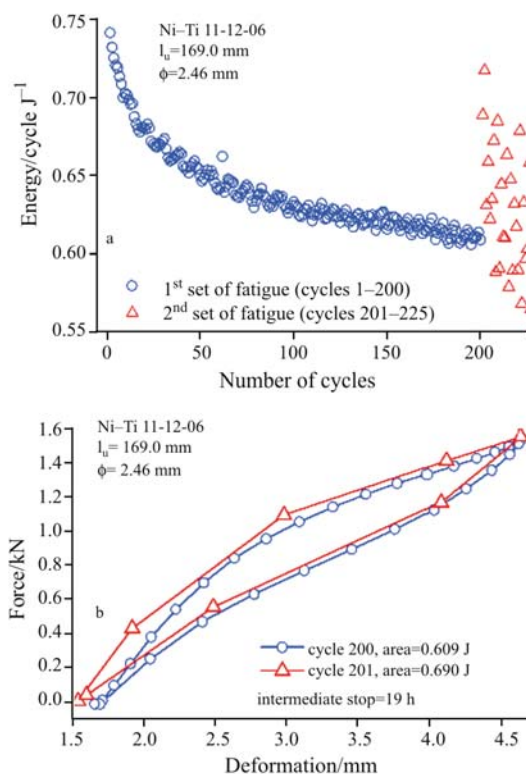 0.75
0.70
0.65
0.60
0.55
Energy/cycle J⁻¹
Ni–Ti 11-12-06
lᵤ=169.0 mm
ϕ=2.46 mm
a
1ˢᵗ set of fatigue (cycles 1–200)
2ⁿᵈ set of fatigue (cycles 201–225)
0 50 100 150 200
Number of cycles
1.6
1.4
1.2
1.0
0.8
0.6
0.4
0.2
0.0
Force/kN
Ni–Ti 11-12-06
lᵤ= 169.0 mm
ϕ= 2.46 mm
b
cycle 200, area=0.609 J
cycle 201, area=0.690 J
intermediate stop=19 h
1.5 2.0 2.5 3.0 3.5 4.0 4.5
Deformation/mm